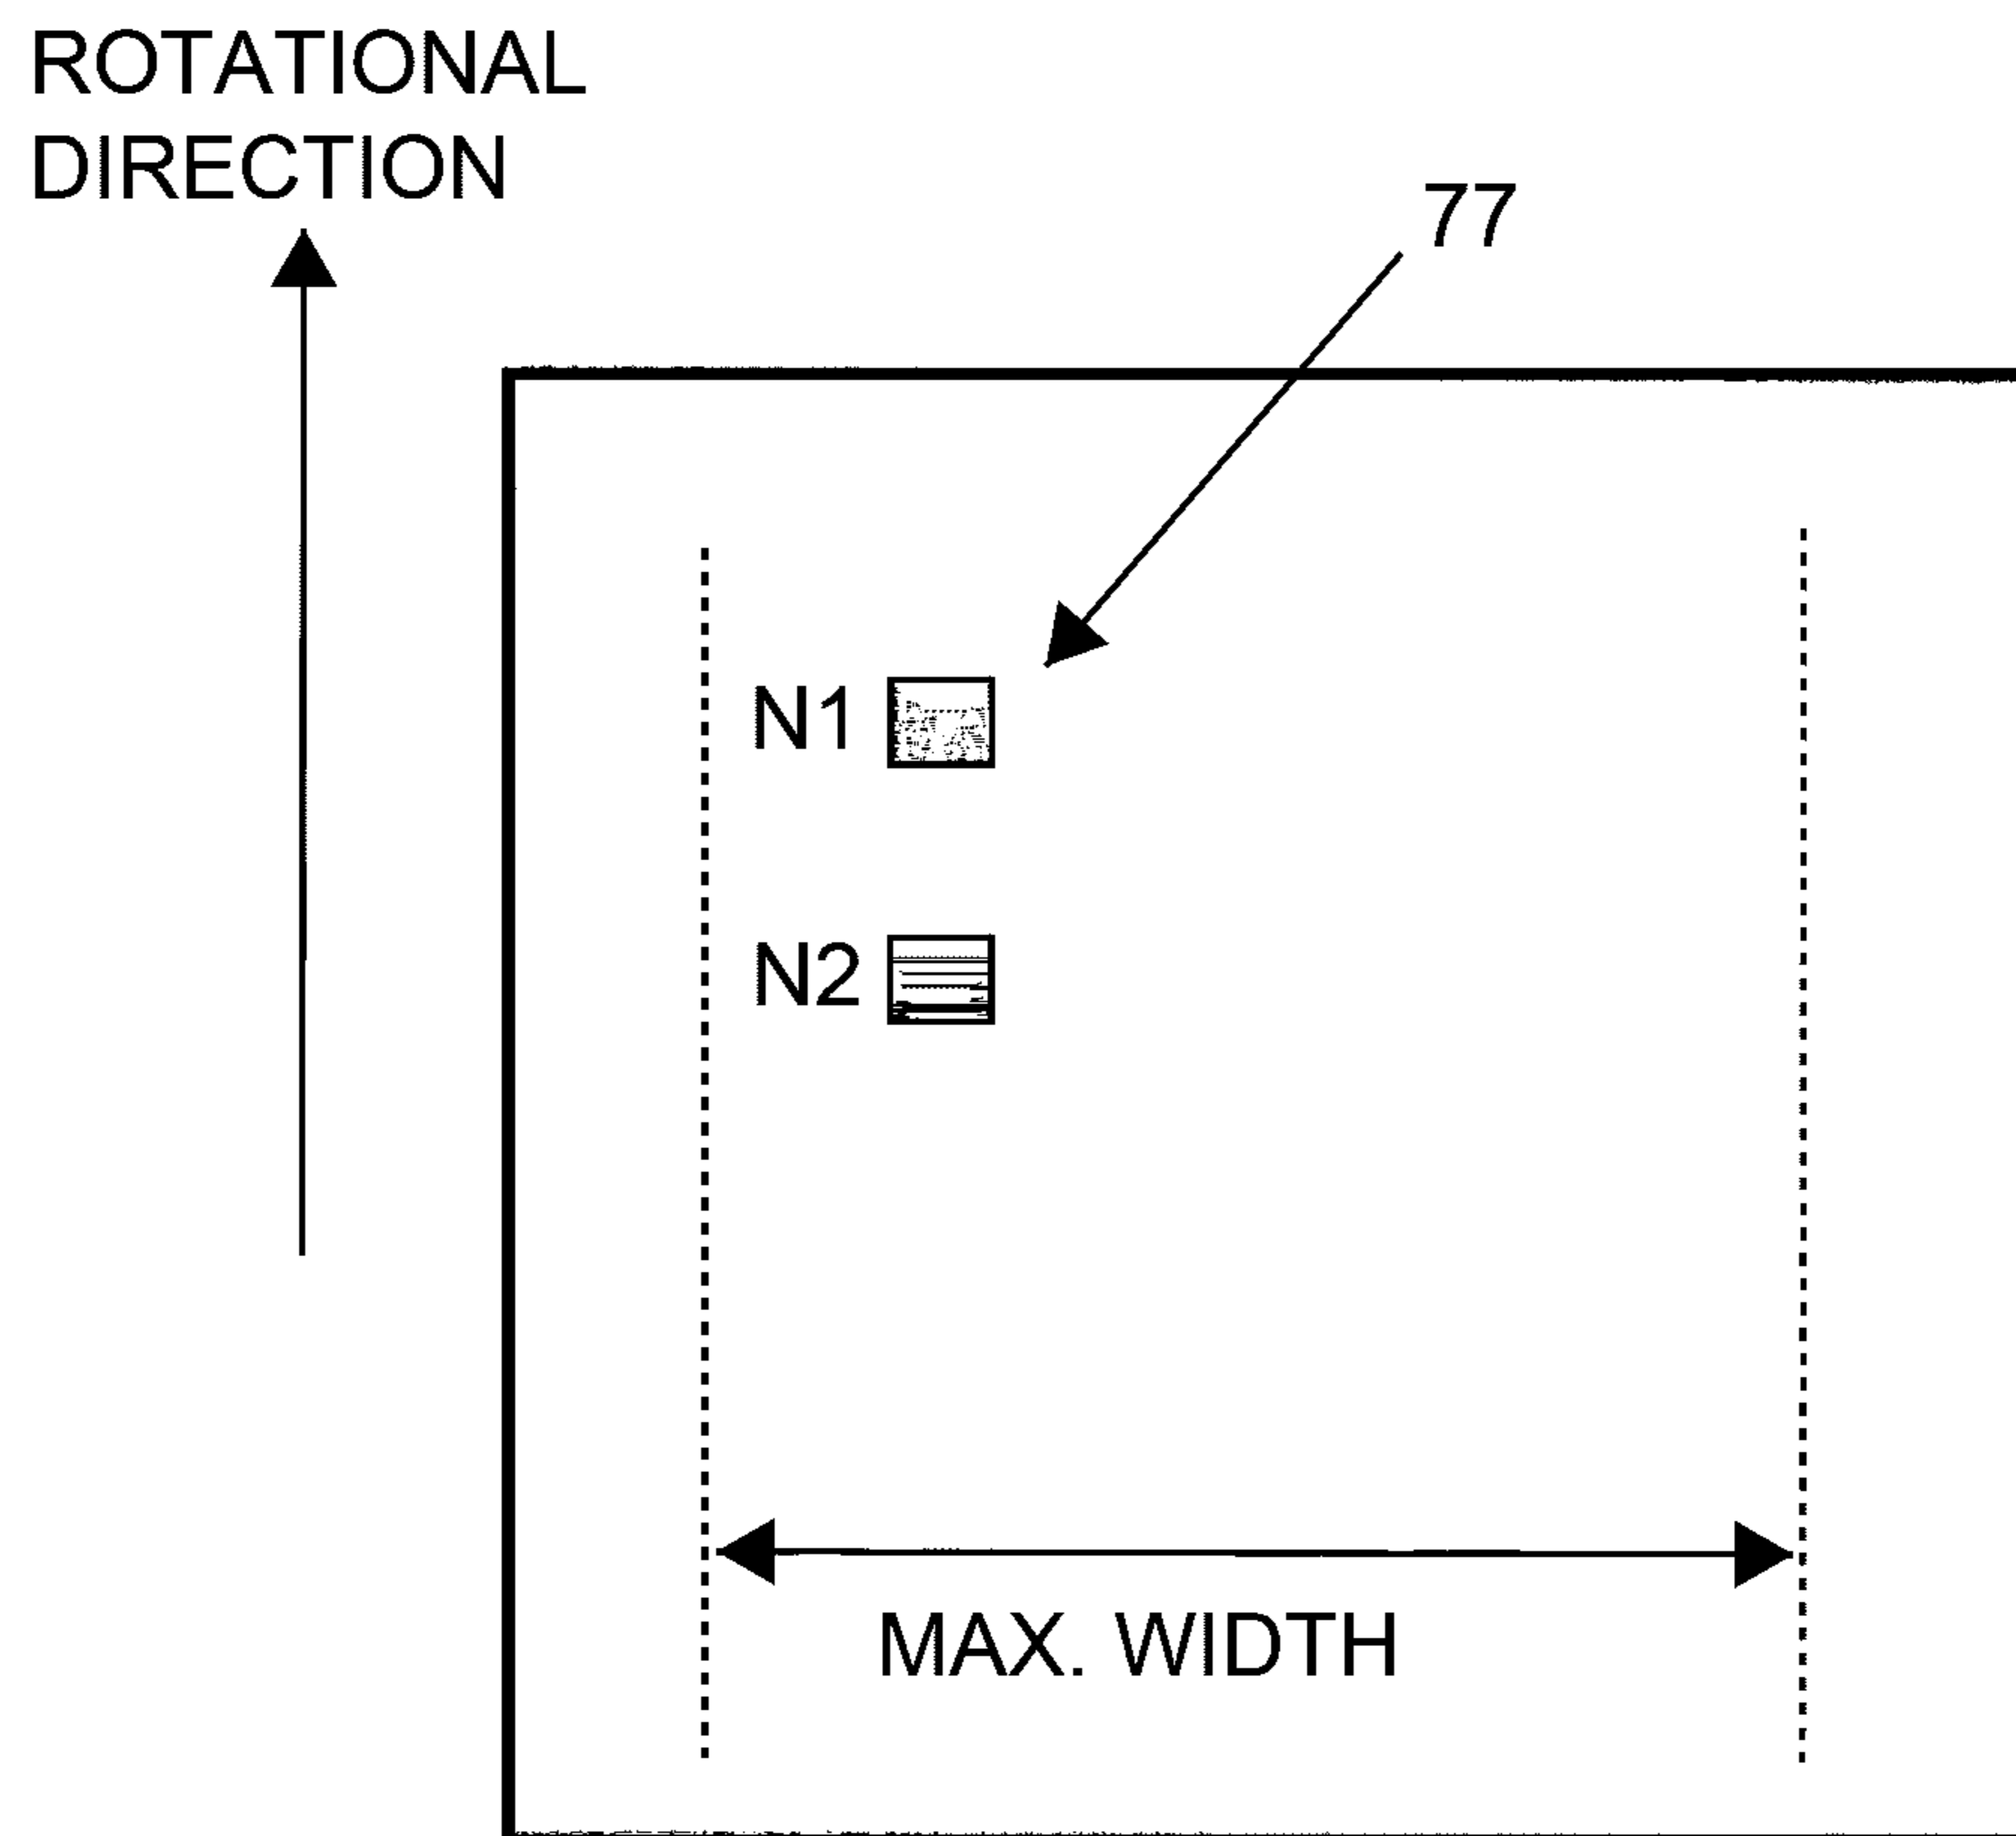 ROTATIONAL
DIRECTION
77
N1
N2
MAX. WIDTH